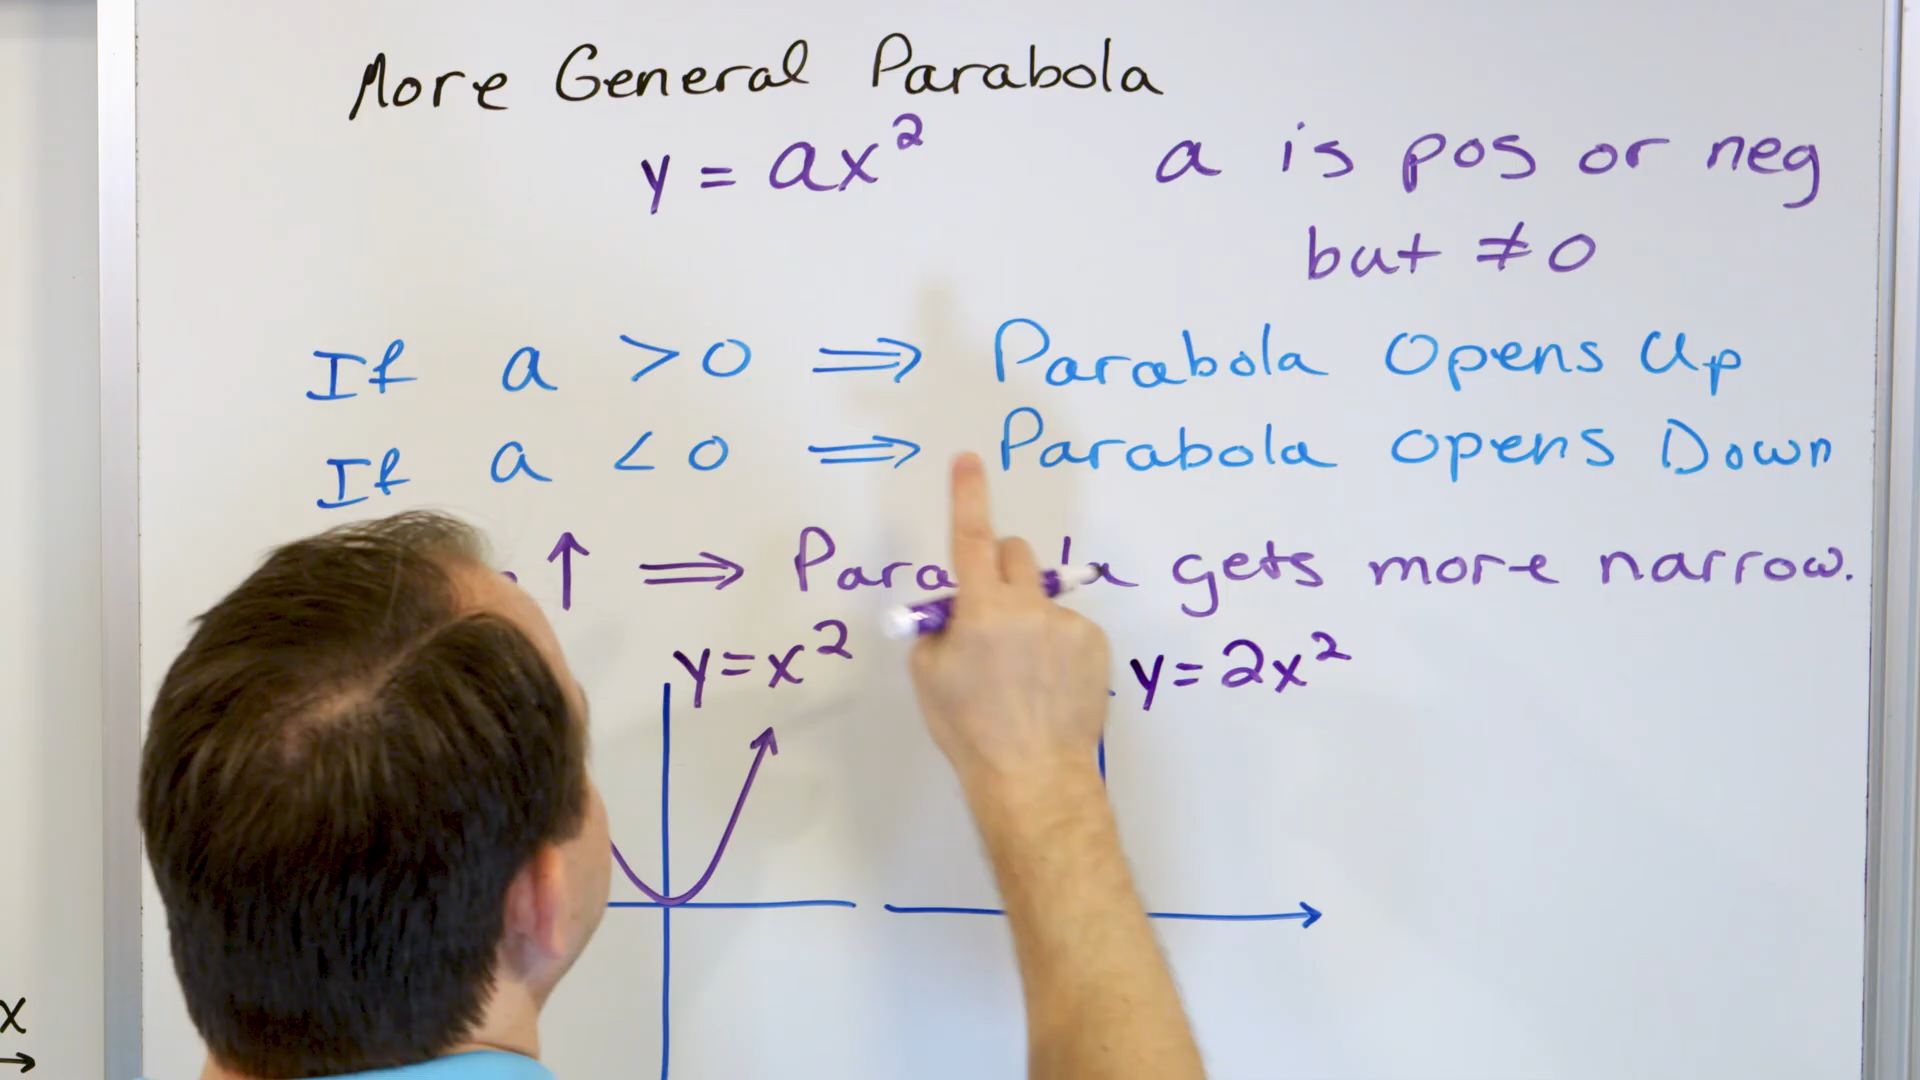 More General Parabola
y = ax² a is pos or neg
but ≠ 0
If a > 0 ⇒ Parabola Opens Up
If a < 0 ⇒ Parabola Opens Down
↑ ⇒ gets more narrow.
y=x² y=2x²
x